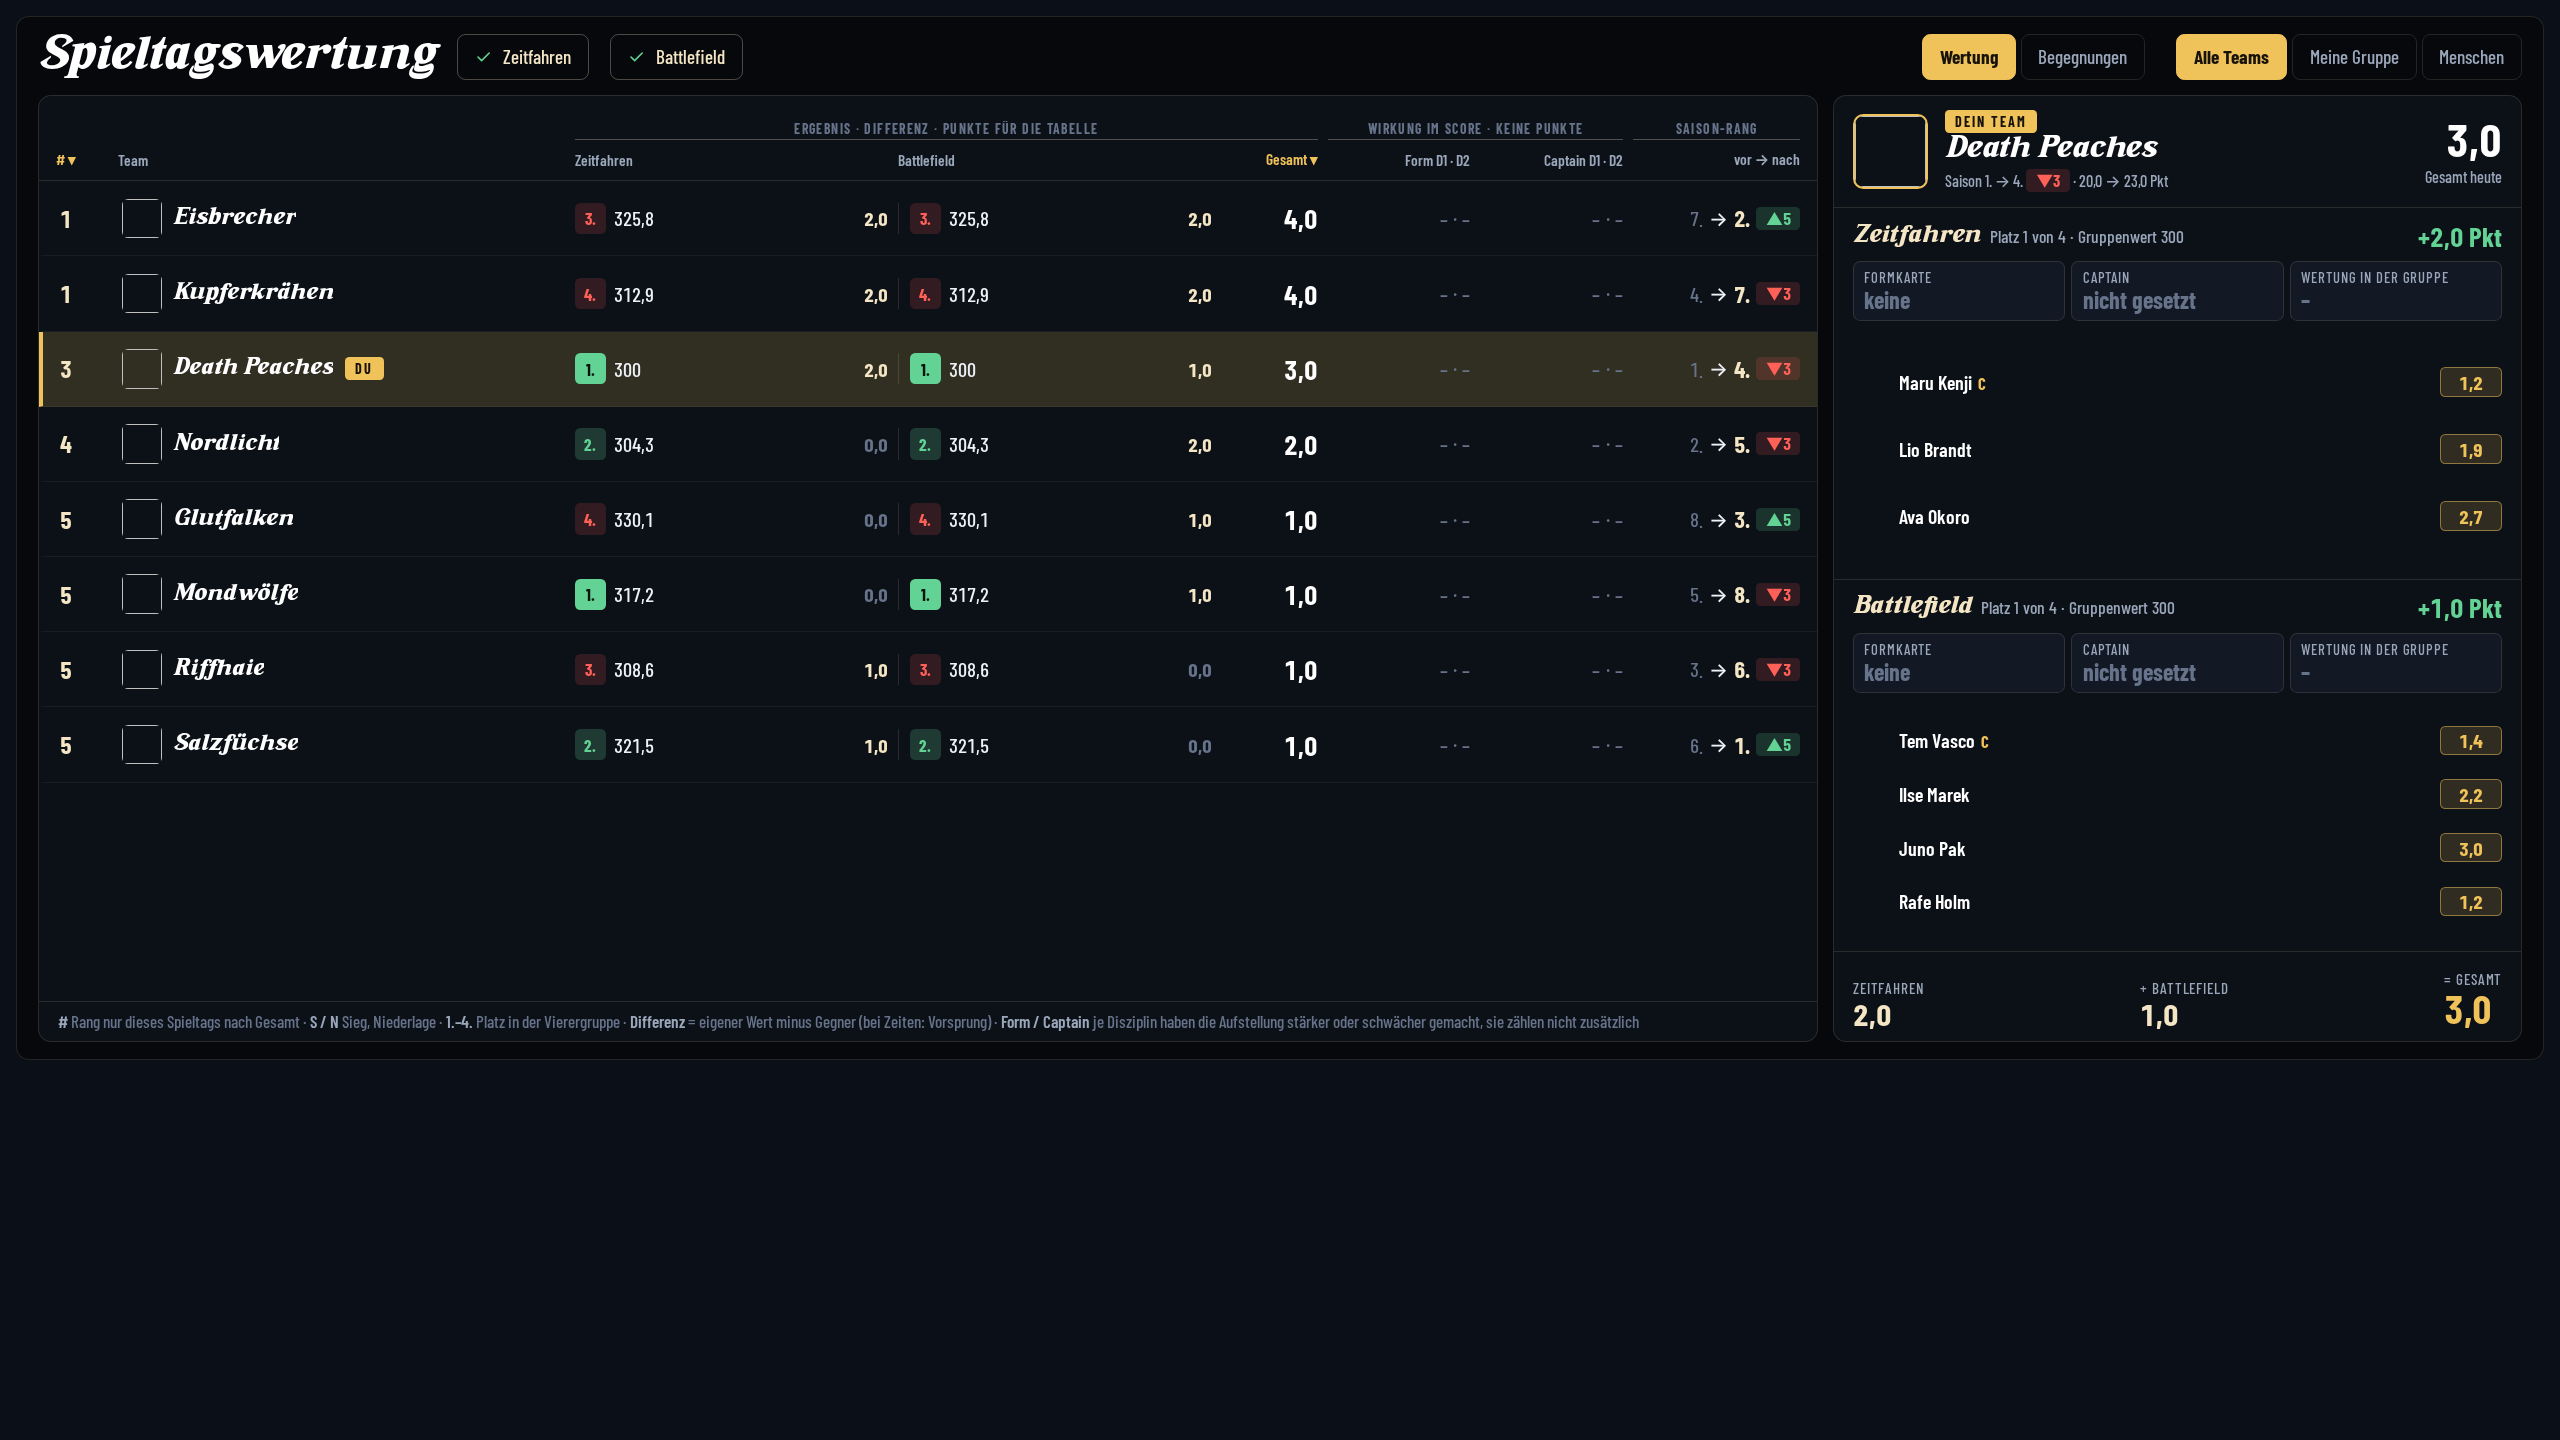 Spieltagswertung ✓ Zeitfahren ✓ Battlefield Wertung Begegnungen Alle Teams Meine Gruppe Menschen
ERGEBNIS · DIFFERENZ · PUNKTE FÜR DIE TABELLE WIRKUNG IM SCORE · KEINE PUNKTE SAISON-RANG
#▼ Team Zeitfahren Battlefield Gesamt▼ Form D1 · D2 Captain D1 · D2 vor → nach
1 Eisbrecher 3. 325,8 2,0 3. 325,8 2,0 4,0 – · – – · – 7. → 2. ▲5
1 Kupferkrähen 4. 312,9 2,0 4. 312,9 2,0 4,0 – · – – · – 4. → 7. ▼3
3 Death Peaches DU 1. 300 2,0 1. 300 1,0 3,0 – · – – · – 1. → 4. ▼3
4 Nordlicht 2. 304,3 0,0 2. 304,3 2,0 2,0 – · – – · – 2. → 5. ▼3
5 Glutfalken 4. 330,1 0,0 4. 330,1 1,0 1,0 – · – – · – 8. → 3. ▲5
5 Mondwölfe 1. 317,2 0,0 1. 317,2 1,0 1,0 – · – – · – 5. → 8. ▼3
5 Riffhaie 3. 308,6 1,0 3. 308,6 0,0 1,0 – · – – · – 3. → 6. ▼3
5 Salzfüchse 2. 321,5 1,0 2. 321,5 0,0 1,0 – · – – · – 6. → 1. ▲5
# Rang nur dieses Spieltags nach Gesamt · S / N Sieg, Niederlage · 1.–4. Platz in der Vierergruppe · Differenz = eigener Wert minus Gegner (bei Zeiten: Vorsprung) · Form / Captain je Disziplin haben die Aufstellung stärker oder schwächer gemacht, sie zählen nicht zusätzlich
DEIN TEAM
Death Peaches 3,0
Saison 1. → 4. ▼3 · 20,0 → 23,0 Pkt Gesamt heute
Zeitfahren Platz 1 von 4 · Gruppenwert 300 +2,0 Pkt
FORMKARTE CAPTAIN WERTUNG IN DER GRUPPE
keine nicht gesetzt –
Maru Kenji C 1,2
Lio Brandt 1,9
Ava Okoro 2,7
Battlefield Platz 1 von 4 · Gruppenwert 300 +1,0 Pkt
FORMKARTE CAPTAIN WERTUNG IN DER GRUPPE
keine nicht gesetzt –
Tem Vasco C 1,4
Ilse Marek 2,2
Juno Pak 3,0
Rafe Holm 1,2
ZEITFAHREN + BATTLEFIELD = GESAMT
2,0 1,0 3,0